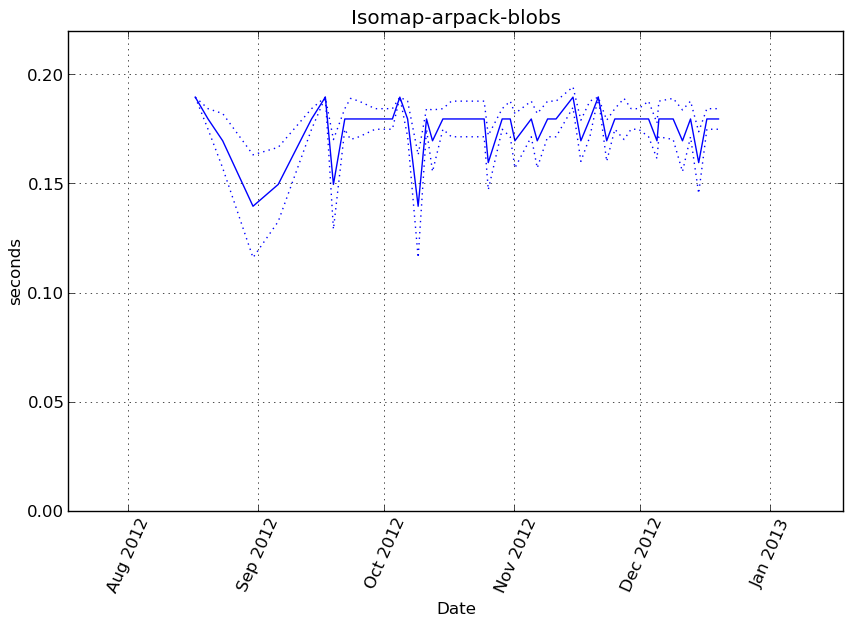 Isomap-arpack-blobs
0.20
0.15
0.10
0.05
0.00
seconds
Aug 2012
Sep 2012
Oct 2012
Nov 2012
Dec 2012
Jan 2013
Date